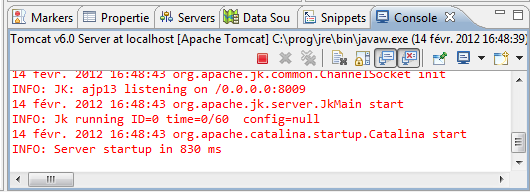 Markers Propertie Servers Data Sou Snippets Console
Tomcat v6.0 Server at localhost [Apache Tomcat] C:\prog\jre\bin\javaw.exe (14 févr. 2012 16:48:39)
14 févr. 2012 16:48:43 org.apache.jk.common.ChannelSocket init
INFO: JK: ajp13 listening on /0.0.0.0:8009
14 févr. 2012 16:48:43 org.apache.jk.server.JkMain start
INFO: Jk running ID=0 time=0/60  config=null
14 févr. 2012 16:48:43 org.apache.catalina.startup.Catalina start
INFO: Server startup in 830 ms